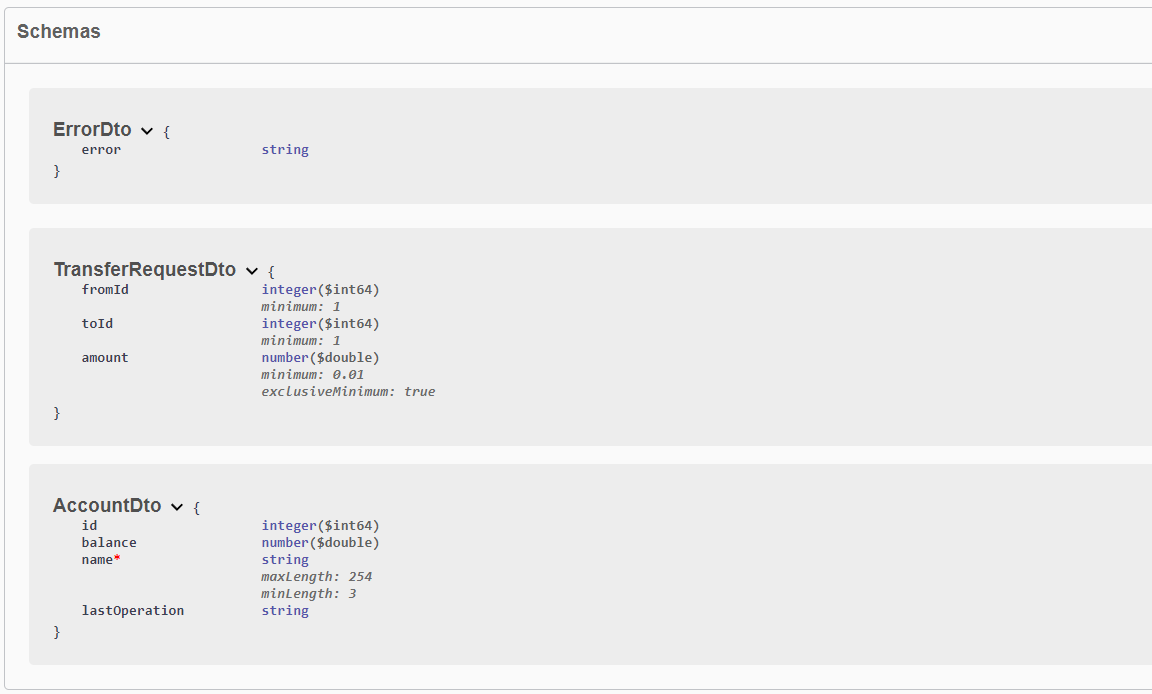 Schemas
ErrorDto {
error string
}
TransferRequestDto {
fromId integer($int64)
minimum: 1
toId integer($int64)
minimum: 1
amount number($double)
minimum: 0.01
exclusiveMinimum: true
}
AccountDto {
id integer($int64)
balance number($double)
name* string
maxLength: 254
minLength: 3
lastOperation string
}